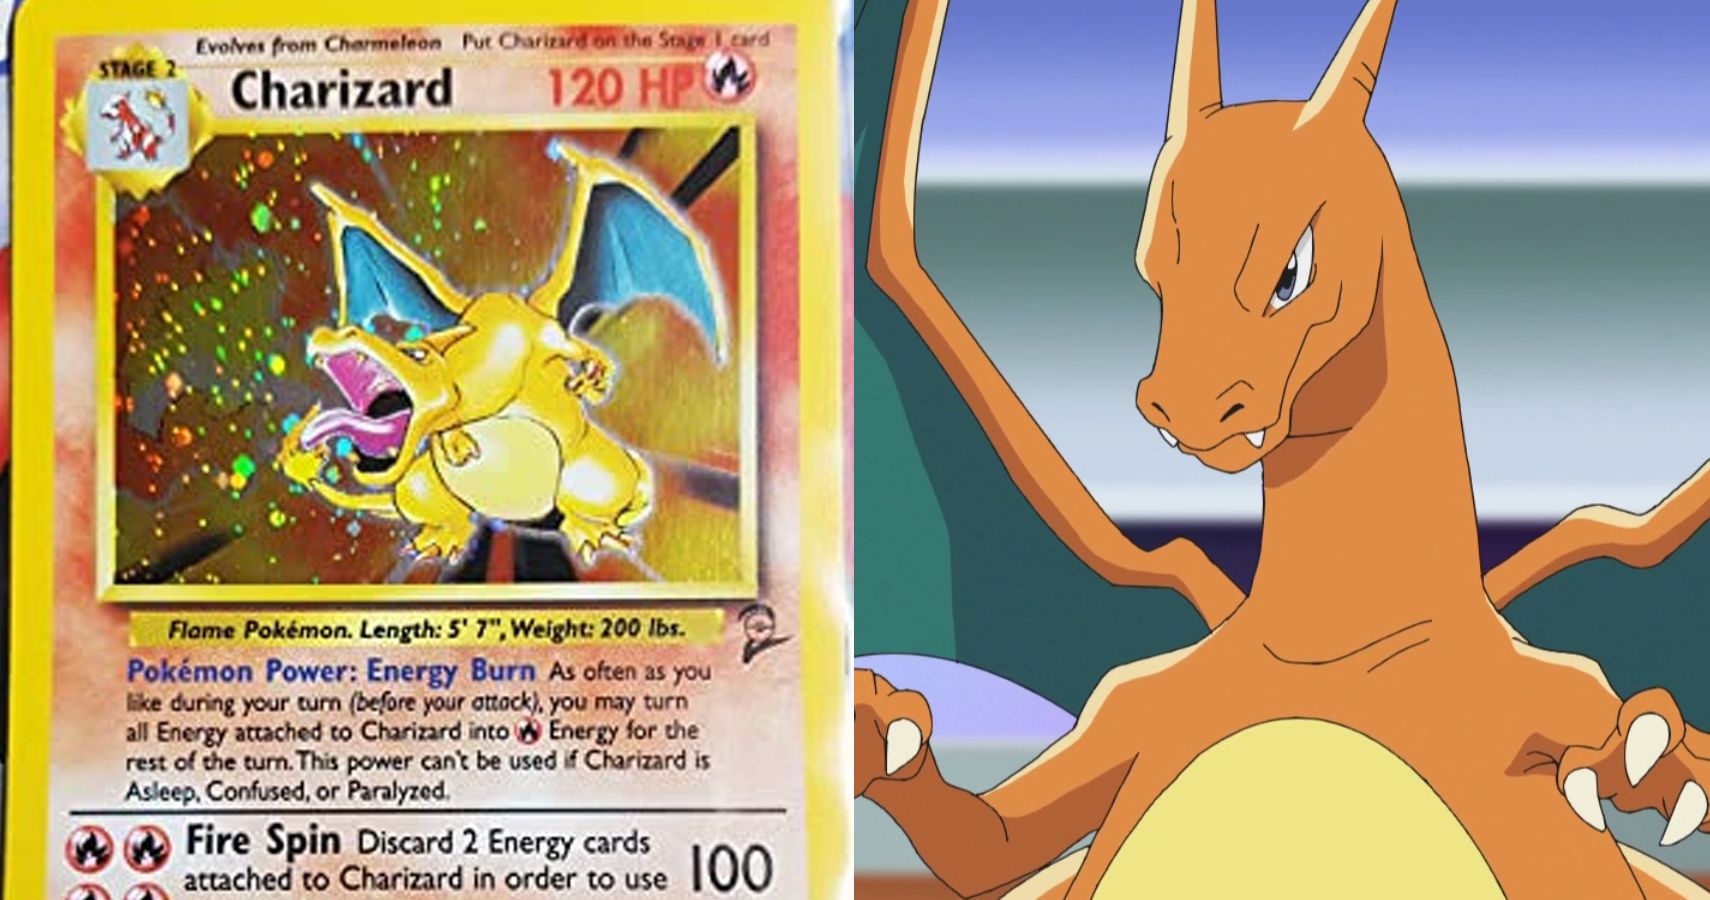 Evolves from Charmeleon Put Charizard on the Stage 1 card
STAGE 2
Charizard 120 HP
Flame Pokémon. Length: 5' 7", Weight: 200 lbs.
Pokémon Power: Energy Burn As often as you
like during your turn (before your attack), you may turn
all Energy attached to Charizard into Energy for the
rest of the turn. This power can't be used if Charizard is
Asleep, Confused, or Paralyzed.
Fire Spin Discard 2 Energy cards
attached to Charizard in order to use 100